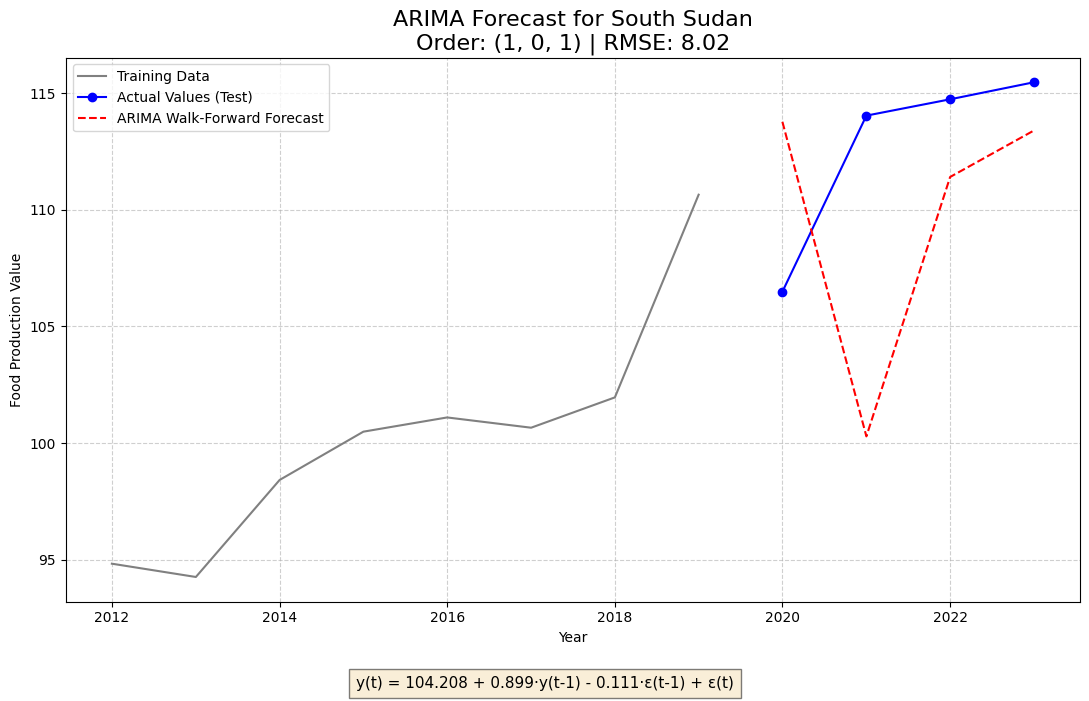 ARIMA Forecast for South Sudan
Order: (1, 0, 1) | RMSE: 8.02
Training Data
Actual Values (Test)
ARIMA Walk-Forward Forecast
Food Production Value
115
110
105
100
95
2012
2014
2016
2018
2020
2022
Year
y(t) = 104.208 + 0.899·y(t-1) - 0.111·ε(t-1) + ε(t)